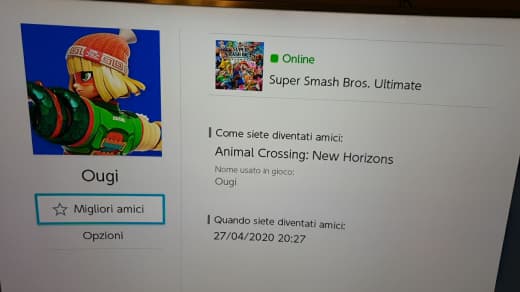 Ougi
Migliori amici
Opzioni
Online
Super Smash Bros. Ultimate
Come siete diventati amici:
Animal Crossing: New Horizons
Nome usato in gioco:
Ougi
Quando siete diventati amici:
27/04/2020 20:27